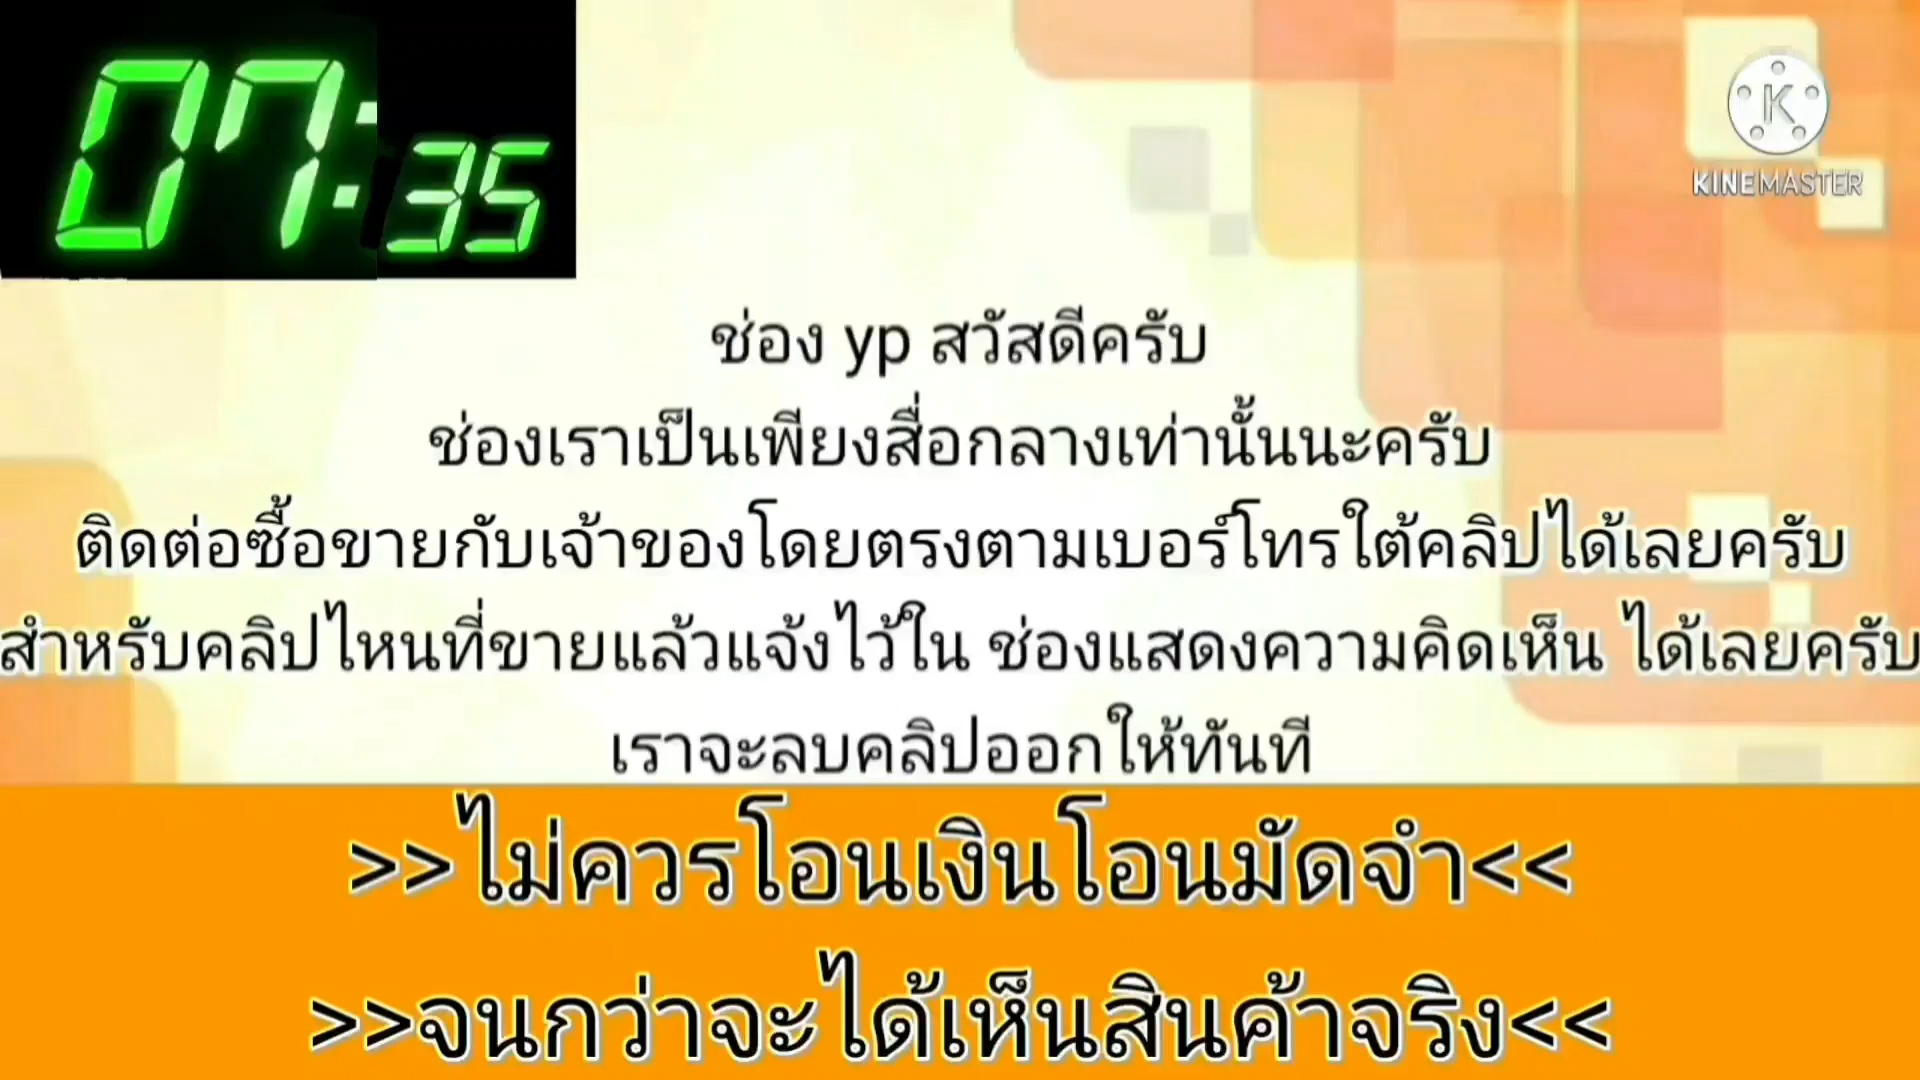 07:35
KINEMASTER
ช่อง yp สวัสดีครับ
ช่องเราเป็นเพียงสื่อกลางเท่านั้นนะครับ
ติดต่อซื้อขายกับเจ้าของโดยตรงตามเบอร์โทรใต้คลิปได้เลยครับ
สำหรับคลิปไหนที่ขายแล้วแจ้งไว้ใน ช่องแสดงความคิดเห็น ได้เลยครับ
เราจะลบคลิปออกให้ทันที
>>ไม่ควรโอนเงินโอนมัดจำ<<
>>จนกว่าจะได้เห็นสินค้าจริง<<